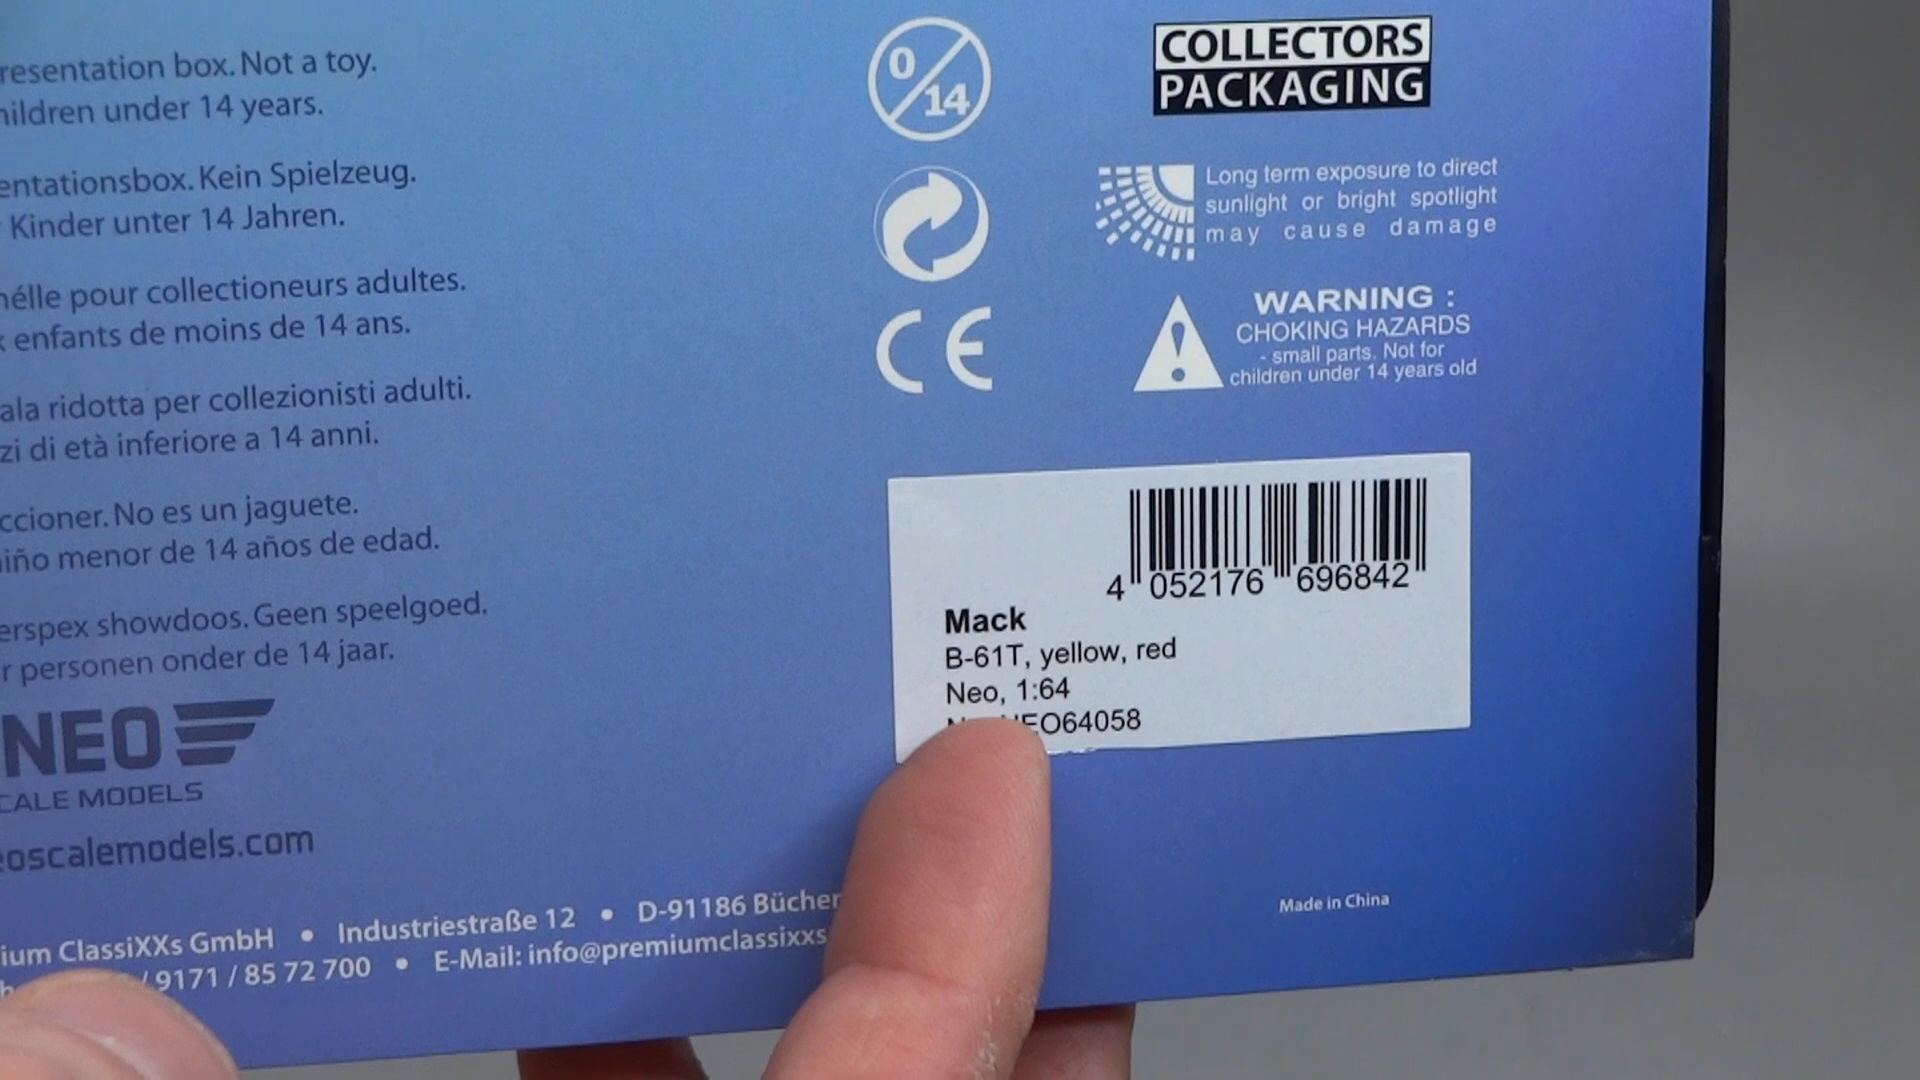 resentation box. Not a toy.
hildren under 14 years.
entationsbox. Kein Spielzeug.
Kinder unter 14 Jahren.
élle pour collectioneurs adultes.
enfants de moins de 14 ans.
ala ridotta per collezionisti adulti.
zi di età inferiore a 14 anni.
ccioner. No es un jaguete.
iño menor de 14 años de edad.
erspex showdoos. Geen speelgoed.
r personen onder de 14 jaar.
NEO
CALE MODELS
oscalemodels.com
ium ClassiXXs GmbH • Industriestraße 12 • D-91186 Bücher
/ 9171 / 85 72 700 • E-Mail: info@premiumclassixxs
0
14
CE
COLLECTORS
PACKAGING
Long term exposure to direct
sunlight or bright spotlight
may cause damage
WARNING :
CHOKING HAZARDS
- small parts. Not for
children under 14 years old
4 052176 696842
Mack
B-61T, yellow, red
Neo, 1:64
EO64058
Made in China